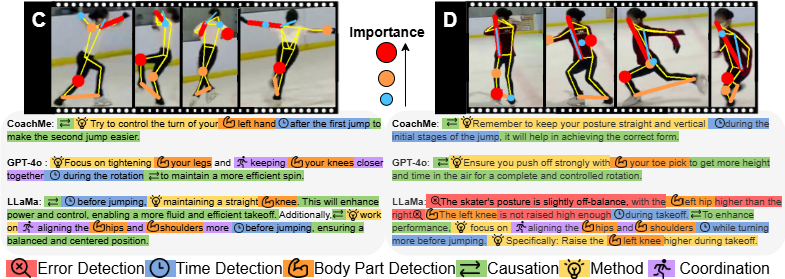 C
Importance
D
CoachMe: Try to control the turn of your left hand after the first jump to
make the second jump easier.
GPT-4o : Focus on tightening your legs and keeping your knees closer
together during the rotation to maintain a more efficient spin.
LLaMa: before jumping, maintaining a straight knee. This will enhance
power and control, enabling a more fluid and efficient takeoff. Additionally, work
on aligning the hips and shoulders more before jumping, ensuring a
balanced and centered position.
CoachMe: Remember to keep your posture straight and vertical during the
initial stages of the jump, it will help in achieving the correct form.
GPT-4o: Ensure you push off strongly with your toe pick to get more height
and time in the air for a complete and controlled rotation.
LLaMa: The skater's posture is slightly off-balance, with the left hip higher than the
right The left knee is not raised high enough during takeoff. To enhance
performance, focus on aligning the hips and shoulders while turning
more before jumping. Specifically: Raise the left knee higher during takeoff.
Error Detection Time Detection Body Part Detection Causation Method Coordination